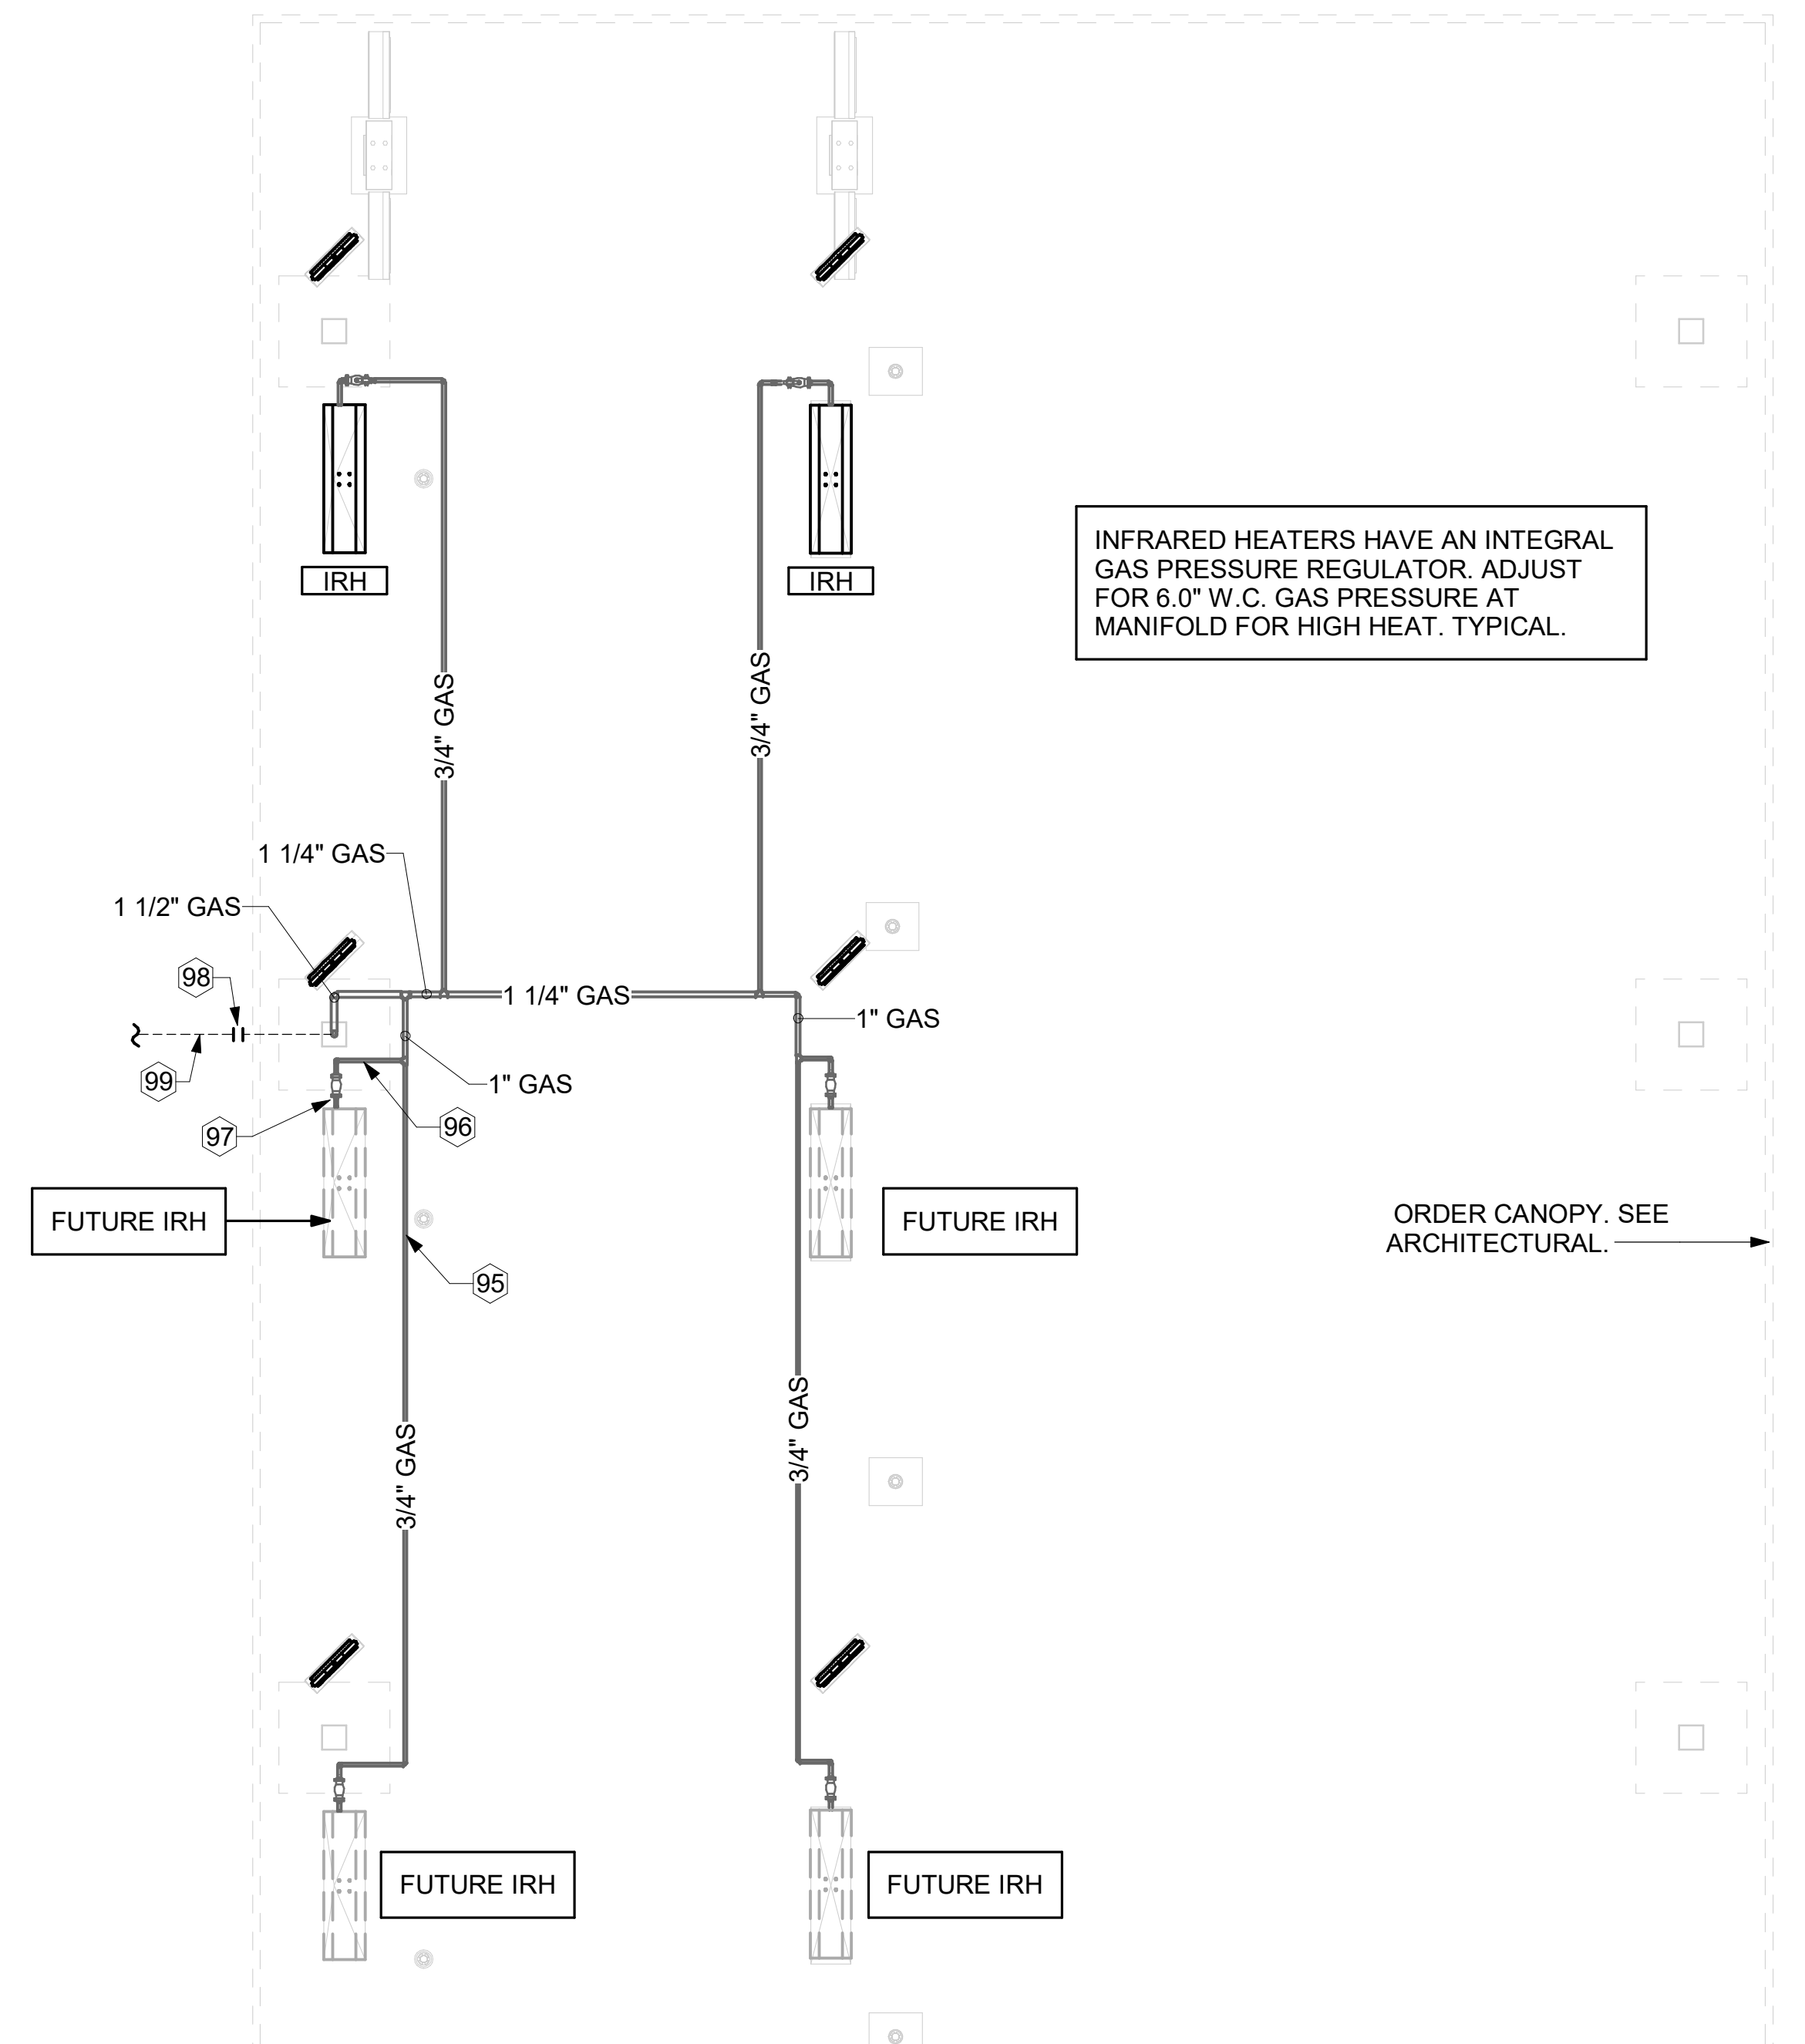 IRH
IRH
INFRARED HEATERS HAVE AN INTEGRAL
GAS PRESSURE REGULATOR. ADJUST
FOR 6.0" W.C. GAS PRESSURE AT
MANIFOLD FOR HIGH HEAT. TYPICAL.
3/4" GAS
3/4" GAS
1 1/4" GAS
1 1/2" GAS
98
1 1/4" GAS
1" GAS
99
1" GAS
97
96
FUTURE IRH
FUTURE IRH
ORDER CANOPY. SEE
ARCHITECTURAL.
95
3/4" GAS
3/4" GAS
FUTURE IRH
FUTURE IRH